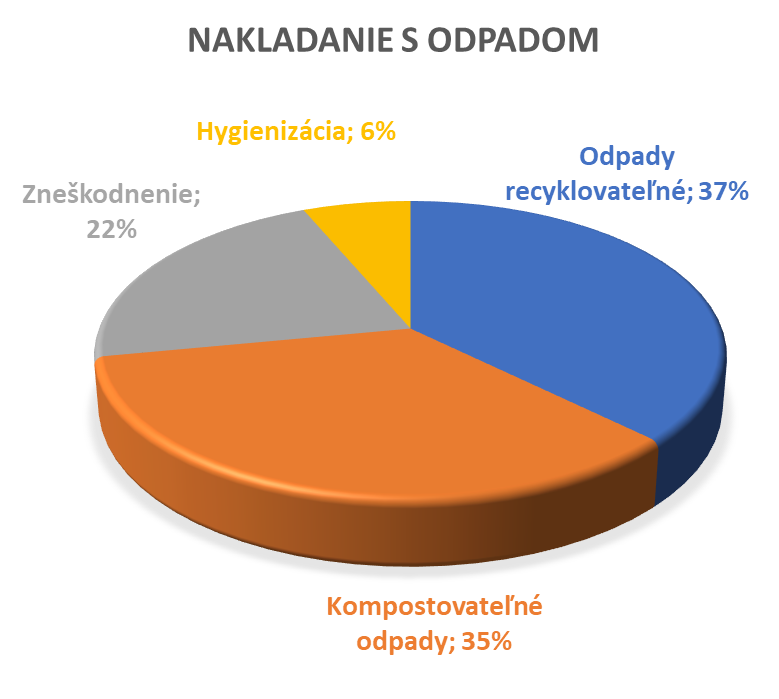 NAKLADANIE S ODPADOM
Hygienizácia; 6%
Odpady
recyklovateľné; 37%
Zneškodnenie;
22%
Kompostovateľné
odpady; 35%